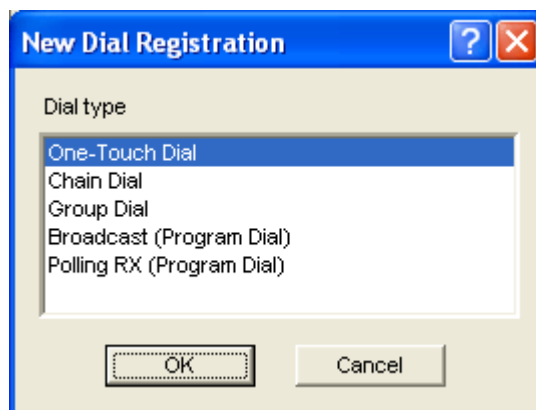 New Dial Registration
Dial type
One-Touch Dial
Chain Dial
Group Dial
Broadcast (Program Dial)
Polling RX (Program Dial)
OK
Cancel